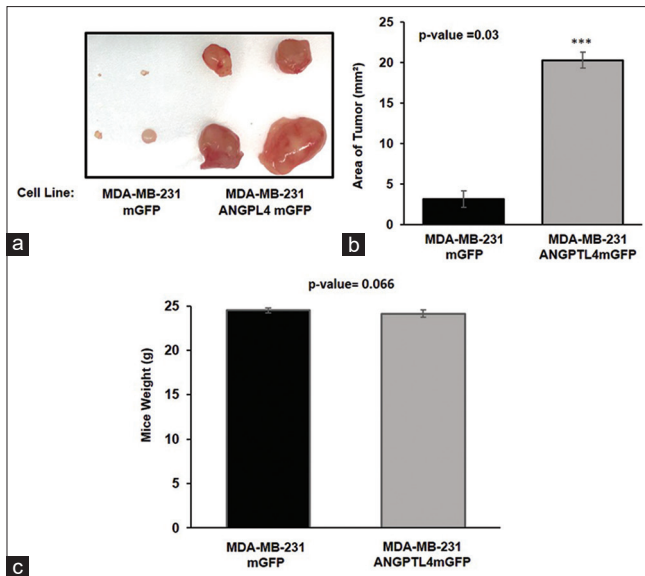 Cell Line:
MDA-MB-231
mGFP
MDA-MB-231
ANGPL4 mGFP
a
p-value =0.03
***
Area of Tumor (mm²)
25
20
15
10
5
0
MDA-MB-231
mGFP
MDA-MB-231
ANGPTL4mGFP
b
p-value= 0.066
Mice Weight (g)
25
20
15
10
5
0
MDA-MB-231
mGFP
MDA-MB-231
ANGPTL4mGFP
c